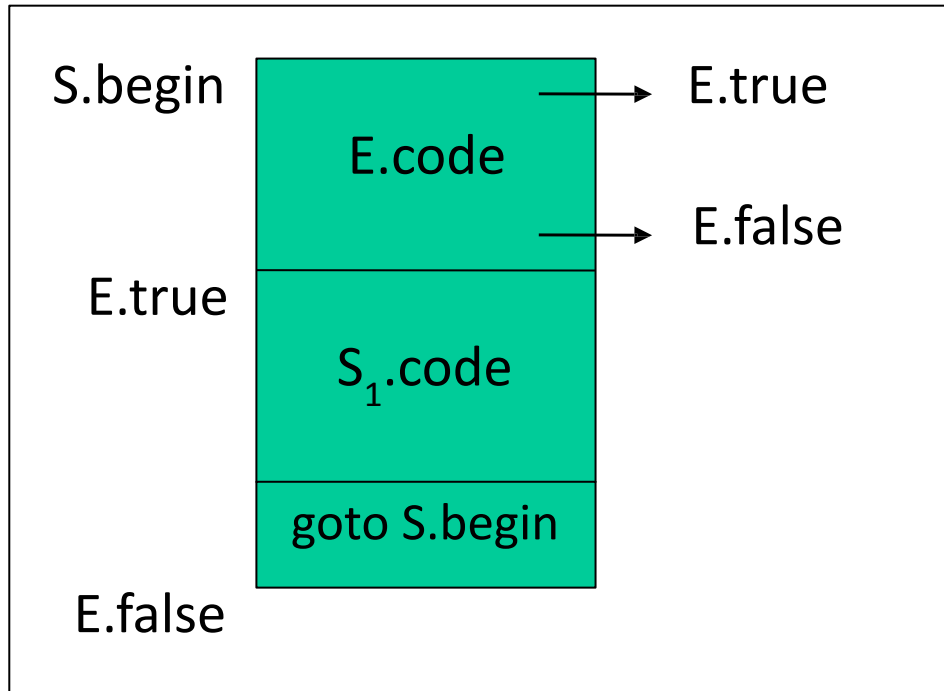 S.begin
E.true
E.code
E.false
E.true
S₁.code
goto S.begin
E.false